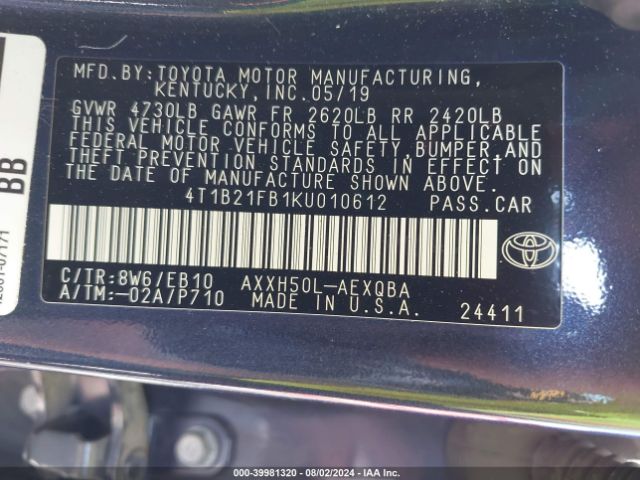 MFD. BY: TOYOTA MOTOR MANUFACTURING,
KENTUCKY, INC. 05/19
GVWR 4730LB GAWR FR 2620LB RR 2420LB
THIS VEHICLE CONFORMS TO ALL APPLICABLE
FEDERAL MOTOR VEHICLE SAFETY, BUMPER, AND
THEFT PREVENTION STANDARDS IN EFFECT ON
THE DATE OF MANUFACTURE SHOWN ABOVE.
4T1B21FB1KU010612 PASS. CAR
C/TR: 8W6/EB10 AXXH50L-AEXQBA
A/TM: -02A/P710 MADE IN U.S.A. 24411
BB
000-39981320 - 08/02/2024 - IAA Inc.